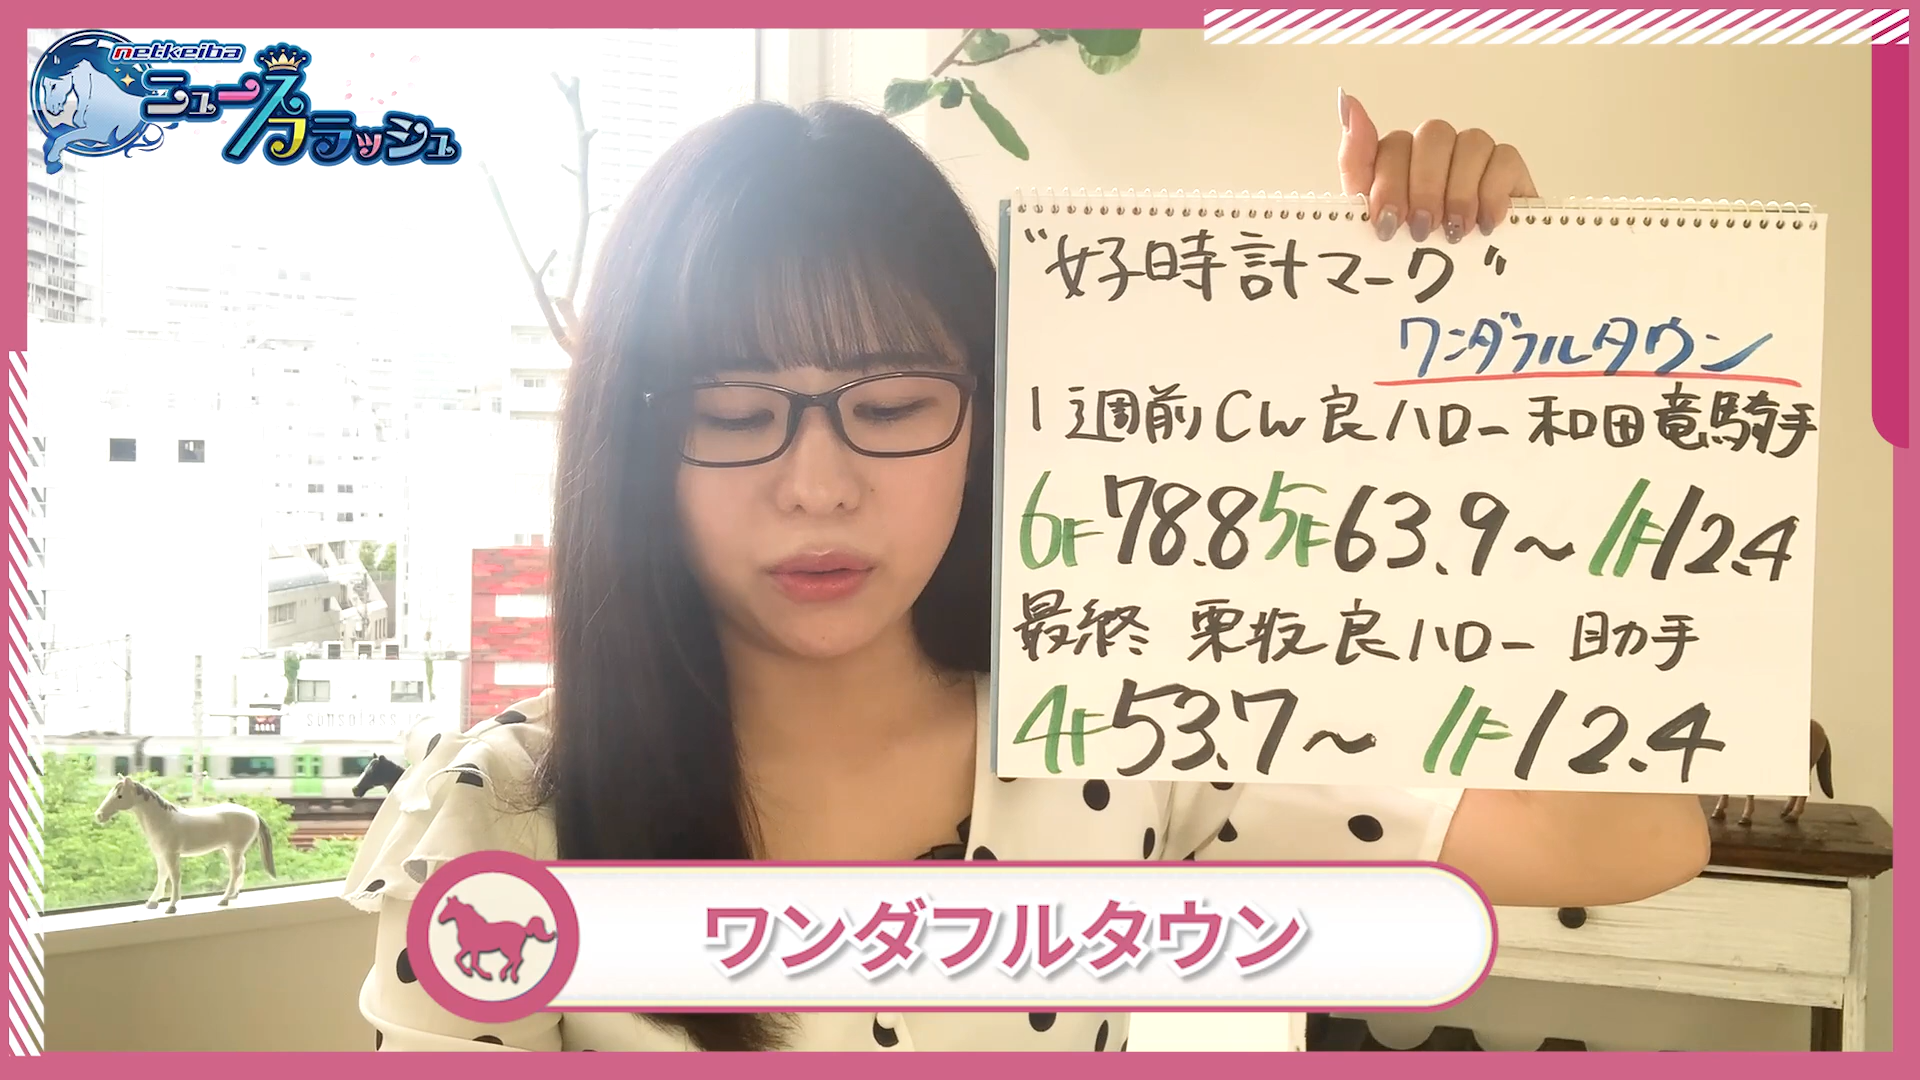 netkeiba
ニュースクラッシュ
“好時計マーク”
ワンダフルタウン
1週前CW良ハロー 和田竜騎手
6F78.8 5F63.9〜1F12.4
最終 栗坂良ハロー 助手
4F53.7〜 1F12.4
ワンダフルタウン